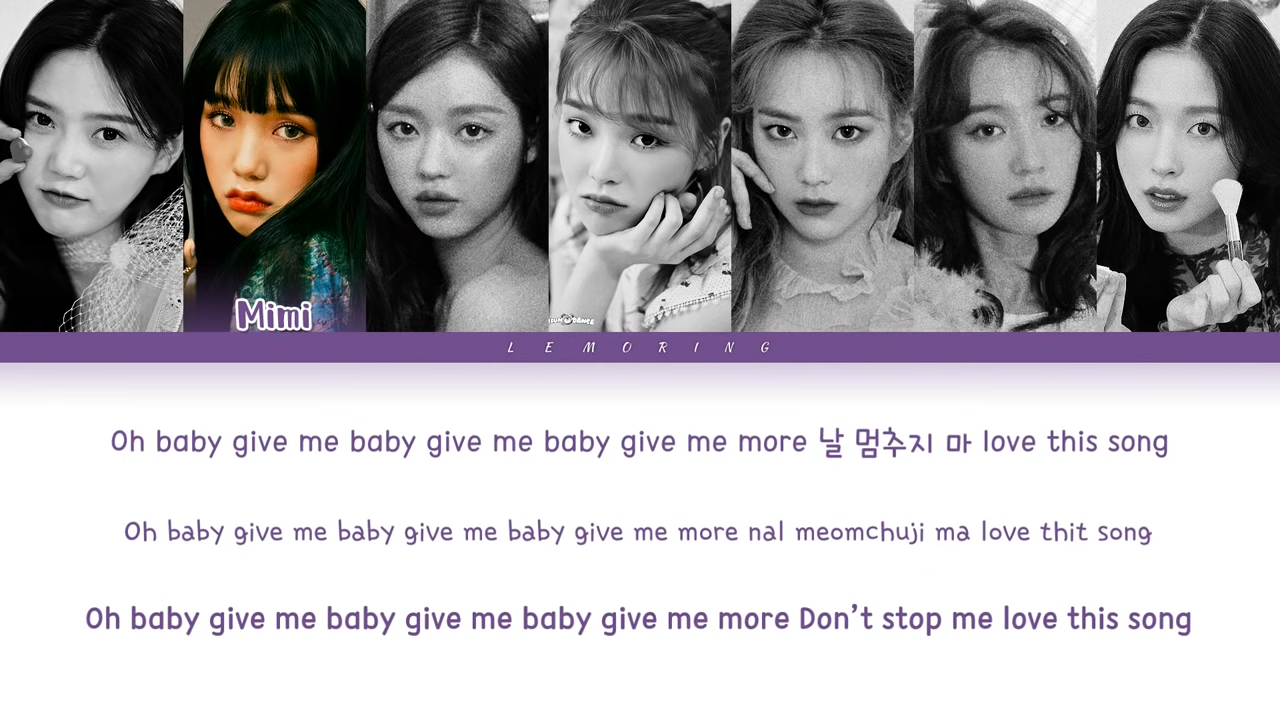 Mimi
LEMORING
Oh baby give me baby give me baby give me more 날 멈추지 마 love this song
Oh baby give me baby give me baby give me more nal meomchuji ma love thit song
Oh baby give me baby give me baby give me more Don't stop me love this song